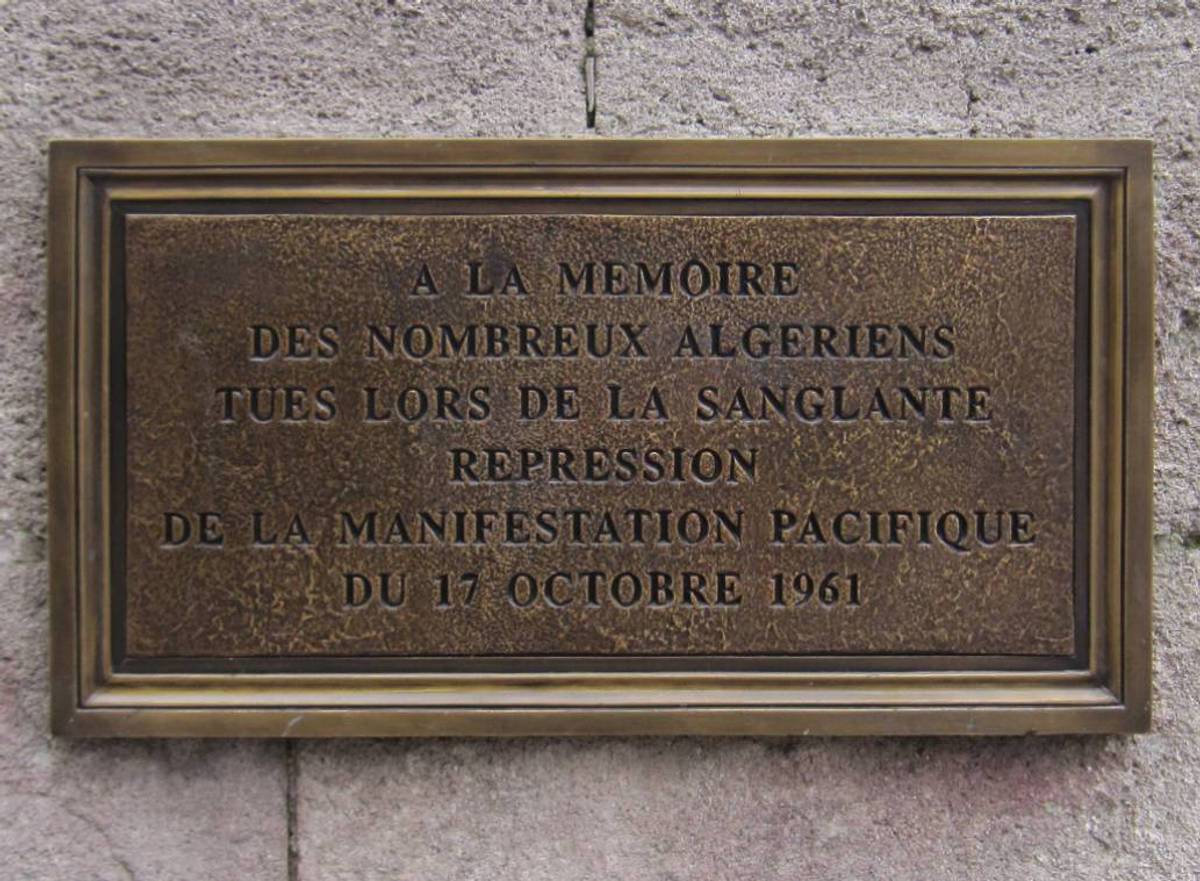 A LA MEMOIRE
DES NOMBREUX ALGERIENS
TUES LORS DE LA SANGLANTE
REPRESSION
DE LA MANIFESTATION PACIFIQUE
DU 17 OCTOBRE 1961